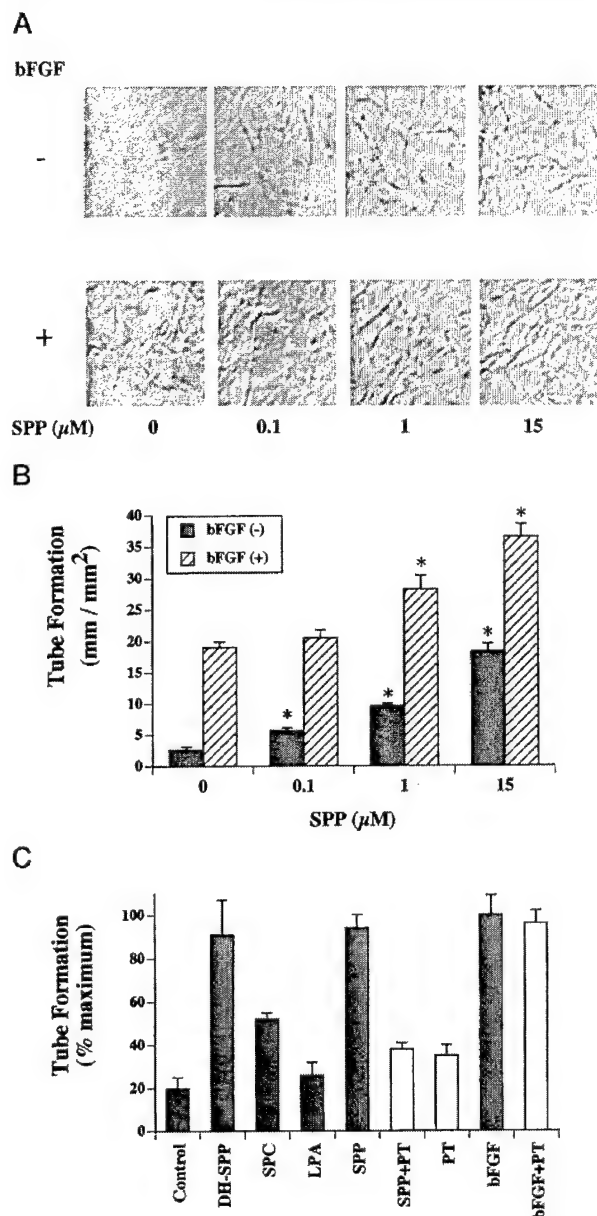 A
bFGF
-
+
SPP (µM) 0 0.1 1 15
B
Tube Formation
(mm / mm²)
40
35
30
25
20
15
10
5
0
bFGF (-)
bFGF (+)
* * * * *
0 0.1 1 15
SPP (µM)
C
Tube Formation
(% maximum)
100
80
60
40
20
0
Control
DH-SPP
SPC
LPA
SPP
SPP+PT
PT
bFGF
bFGF+PT